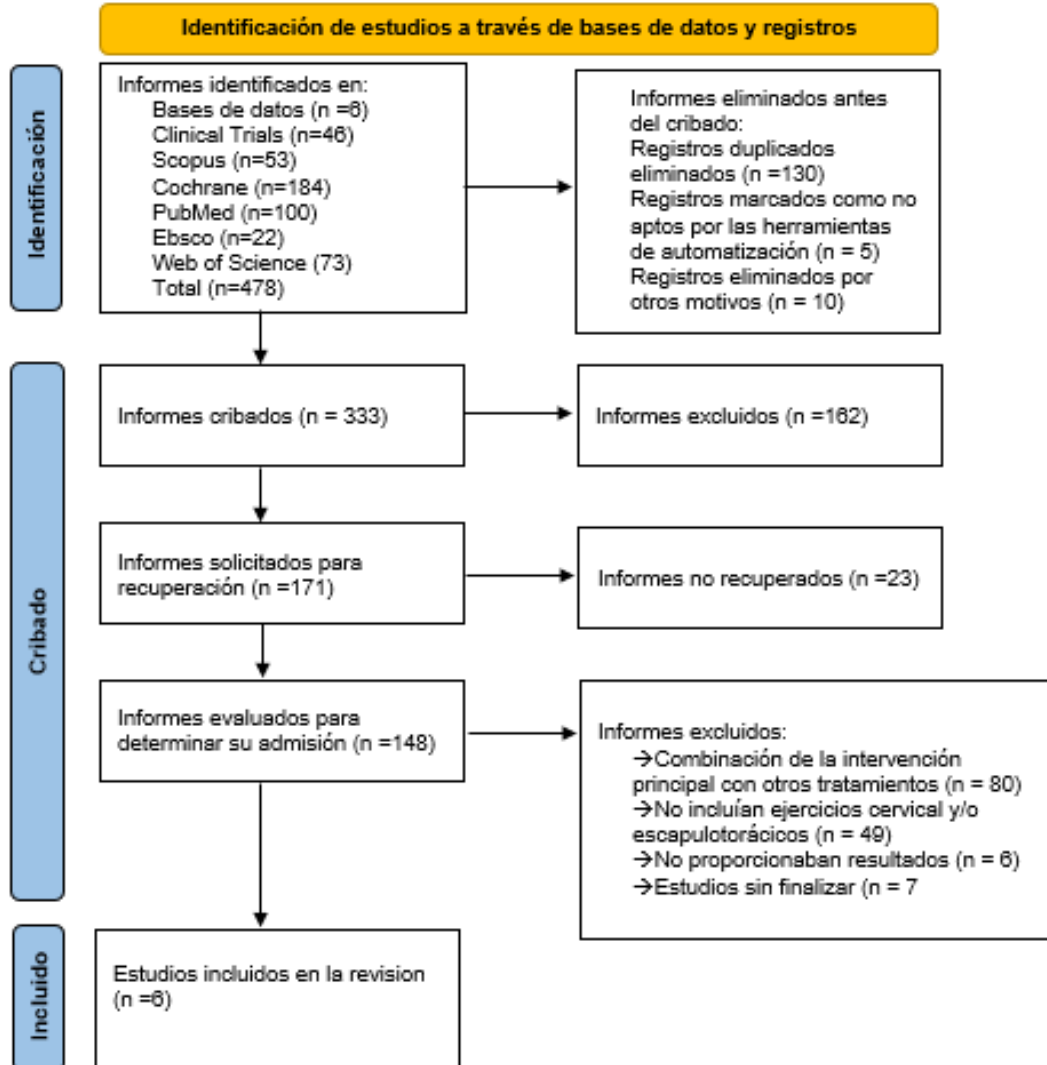 Identificación de estudios a través de bases de datos y registros
Identificación
Informes identificados en:
Bases de datos (n =6)
Clinical Trials (n=46)
Scopus (n=53)
Cochrane (n=184)
PubMed (n=100)
Ebsco (n=22)
Web of Science (73)
Total (n=478)
Informes eliminados antes
del cribado:
Registros duplicados
eliminados (n =130)
Registros marcados como no
aptos por las herramientas
de automatización (n = 5)
Registros eliminados por
otros motivos (n = 10)
Cribado
Informes cribados (n = 333)
Informes excluidos (n =162)
Informes solicitados para
recuperación (n =171)
Informes no recuperados (n =23)
Informes evaluados para
determinar su admisión (n =148)
Informes excluidos:
→Combinación de la intervención
principal con otros tratamientos (n = 80)
→No incluían ejercicios cervical y/o
escapulotorácicos (n = 49)
→No proporcionaban resultados (n = 6)
→Estudios sin finalizar (n = 7
Incluido
Estudios incluidos en la revision
(n =6)